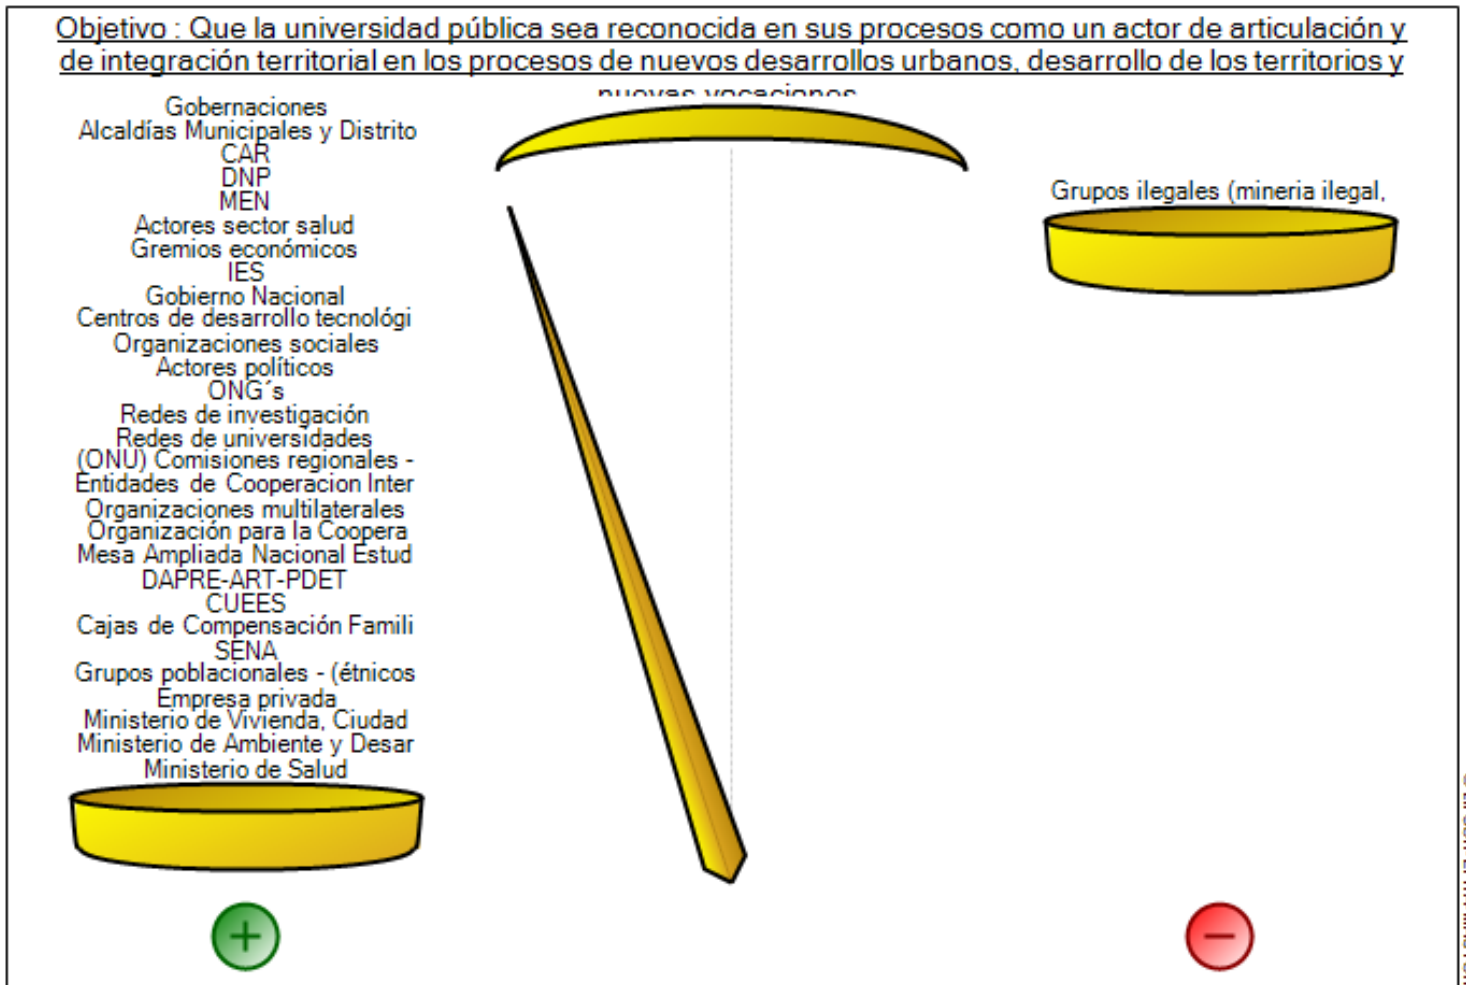 Objetivo : Que la universidad pública sea reconocida en sus procesos como un actor de articulación y
de integración territorial en los procesos de nuevos desarrollos urbanos, desarrollo de los territorios y
nuevas vocaciones
Gobernaciones
Alcaldías Municipales y Distrito
CAR
DNP
MEN
Actores sector salud
Gremios económicos
IES
Gobierno Nacional
Centros de desarrollo tecnológi
Organizaciones sociales
Actores políticos
ONG´s
Redes de investigación
Redes de universidades
(ONU) Comisiones regionales -
Entidades de Cooperacion Inter
Organizaciones multilaterales
Organización para la Coopera
Mesa Ampliada Nacional Estud
DAPRE-ART-PDET
CUEES
Cajas de Compensación Famili
SENA
Grupos poblacionales - (étnicos
Empresa privada
Ministerio de Vivienda, Ciudad
Ministerio de Ambiente y Desar
Ministerio de Salud
Grupos ilegales (mineria ilegal,